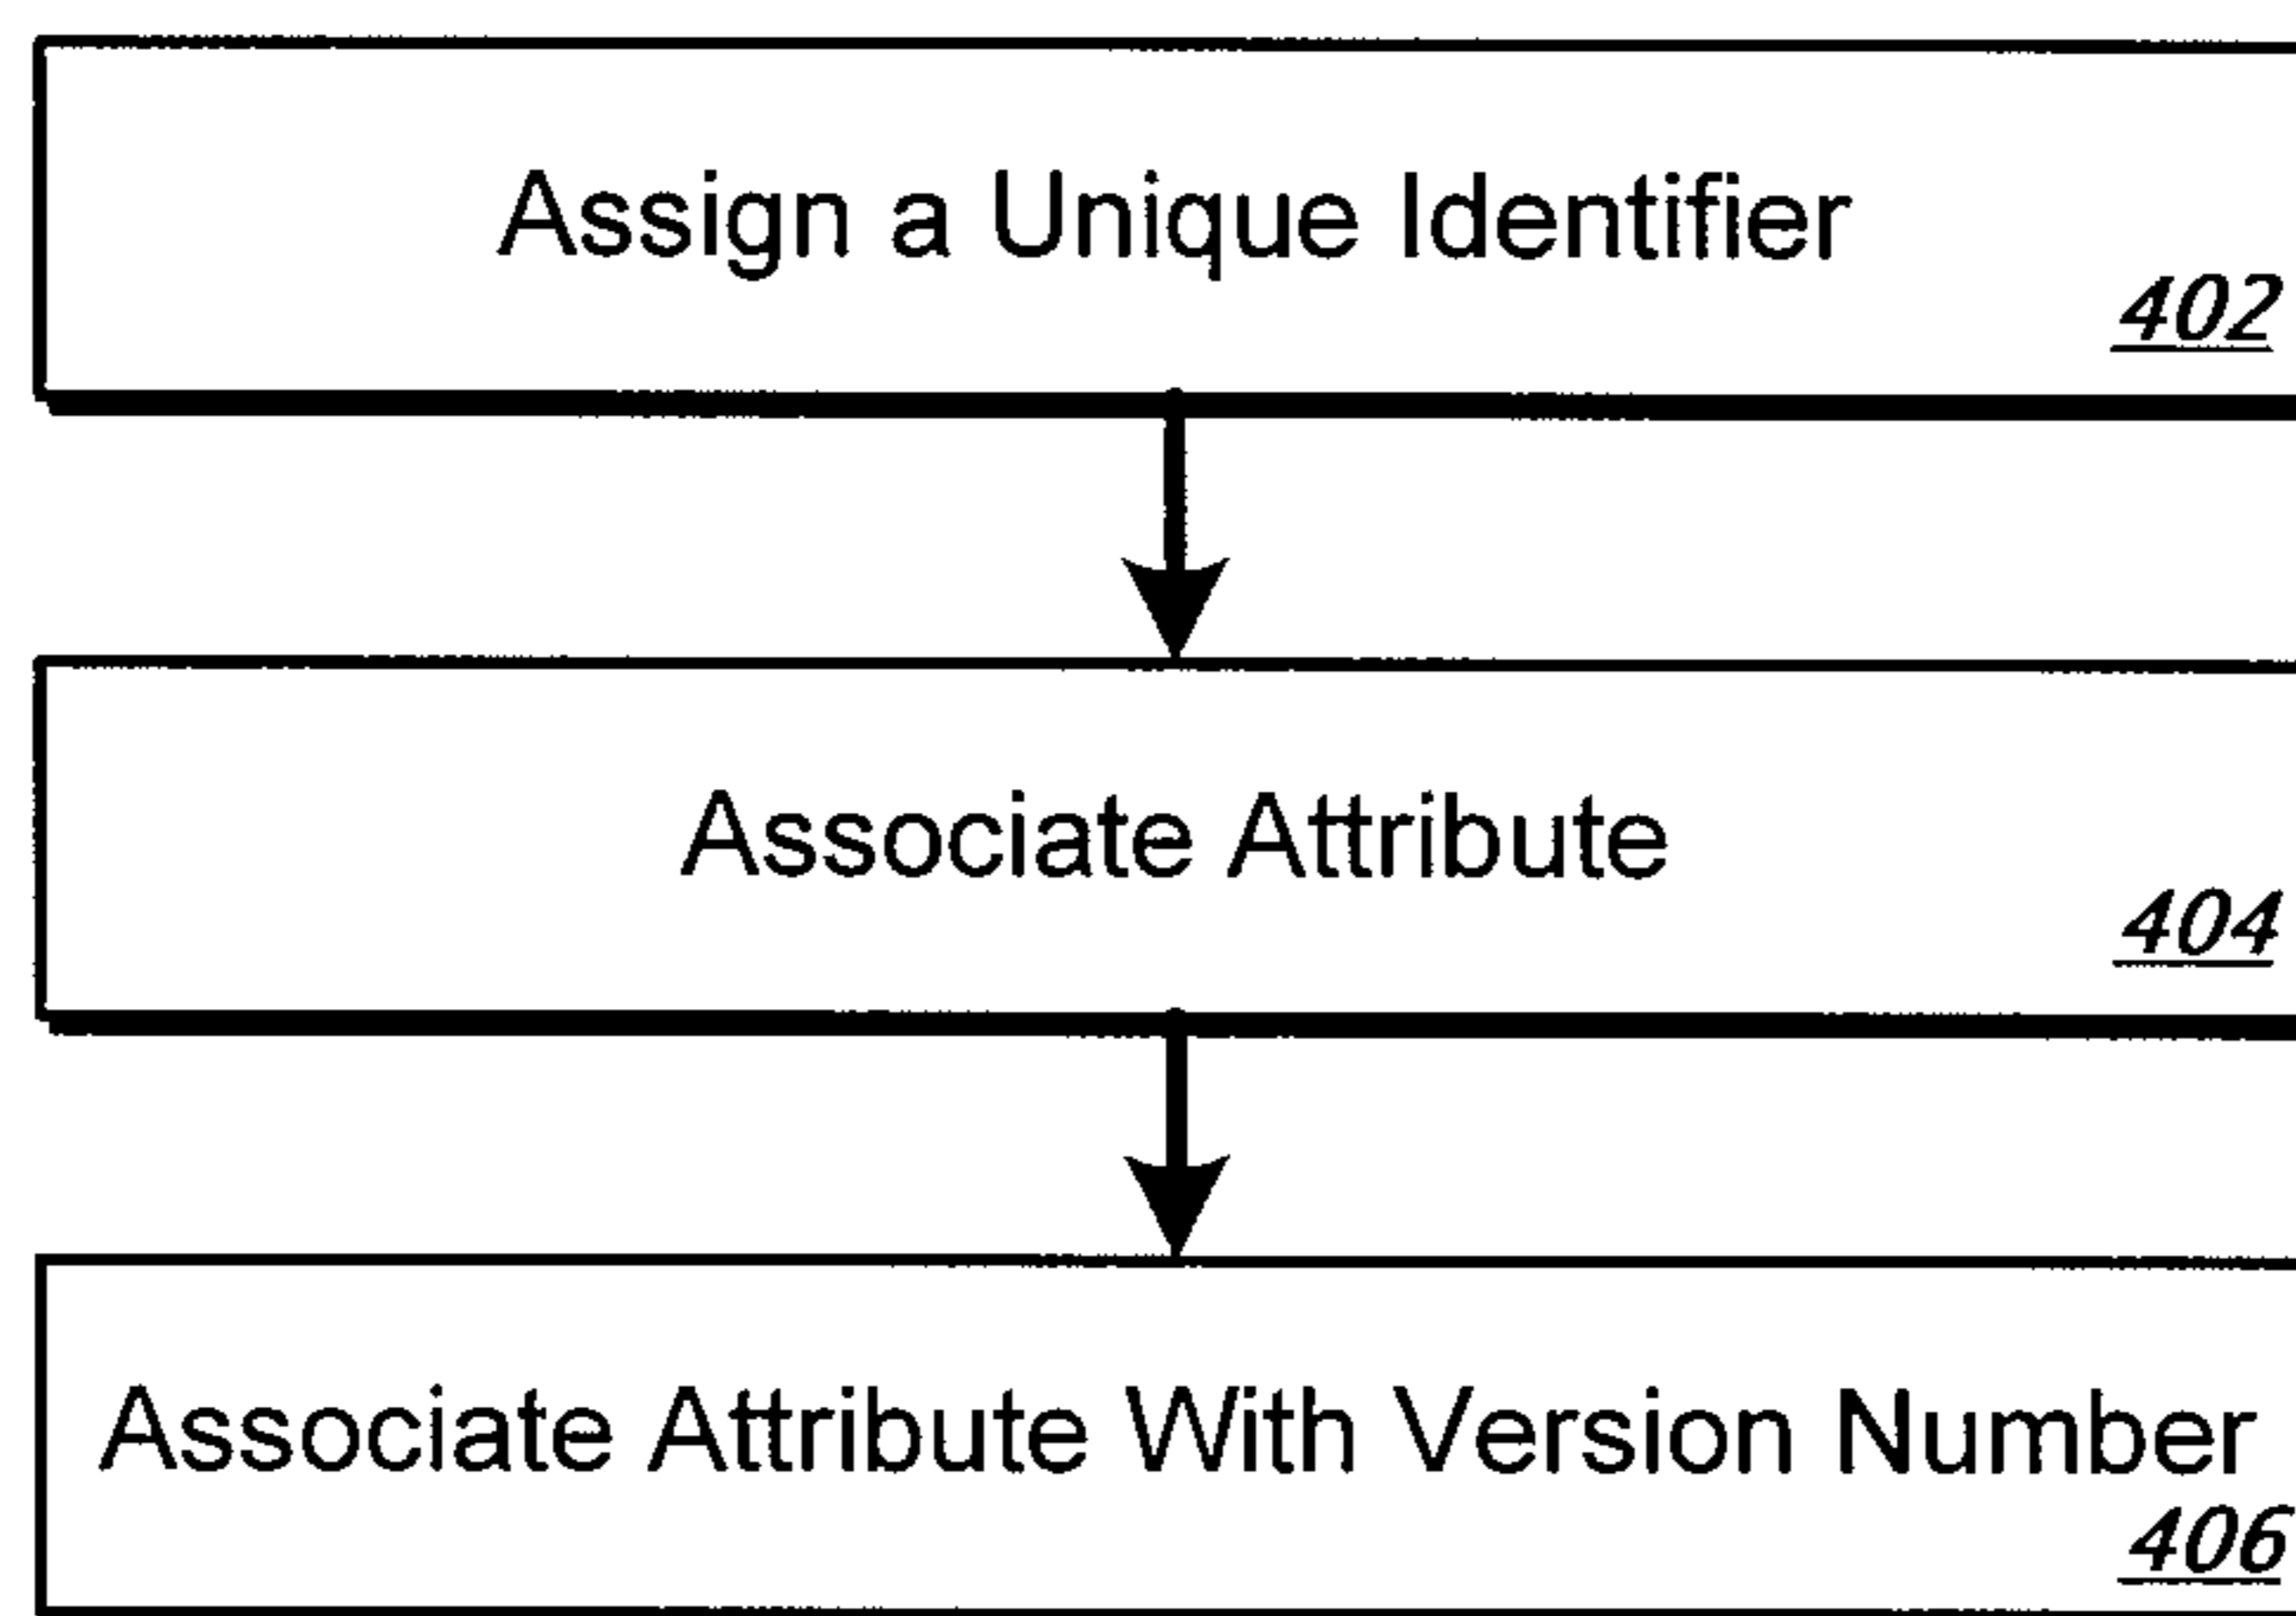 Assign a Unique Identifier
402
Associate Attribute
404
Associate Attribute With Version Number
406